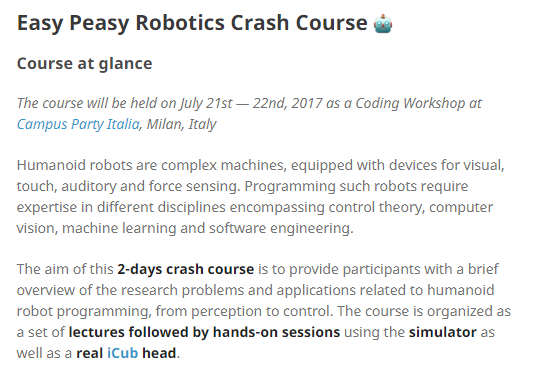 Easy Peasy Robotics Crash Course 🤖
Course at glance
The course will be held on July 21st — 22nd, 2017 as a Coding Workshop at
Campus Party Italia, Milan, Italy
Humanoid robots are complex machines, equipped with devices for visual,
touch, auditory and force sensing. Programming such robots require
expertise in different disciplines encompassing control theory, computer
vision, machine learning and software engineering.
The aim of this 2-days crash course is to provide participants with a brief
overview of the research problems and applications related to humanoid
robot programming, from perception to control. The course is organized as
a set of lectures followed by hands-on sessions using the simulator as
well as a real iCub head.